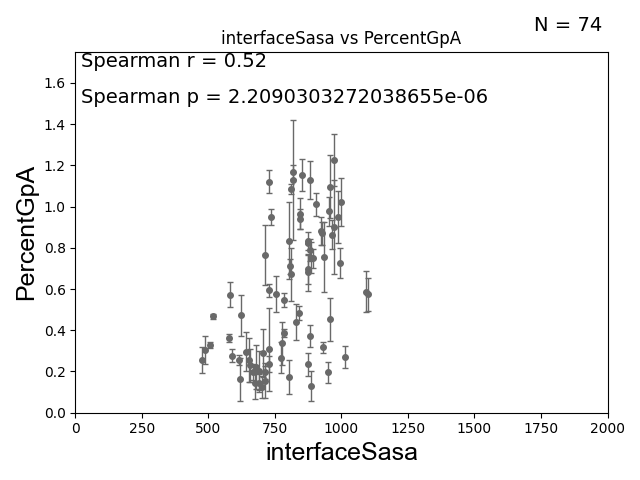 N = 74
interfaceSasa vs PercentGpA
Spearman r = 0.52
Spearman p = 2.2090303272038655e-06
PercentGpA
1.6
1.4
1.2
1.0
0.8
0.6
0.4
0.2
0.0
0 250 500 750 1000 1250 1500 1750 2000
interfaceSasa